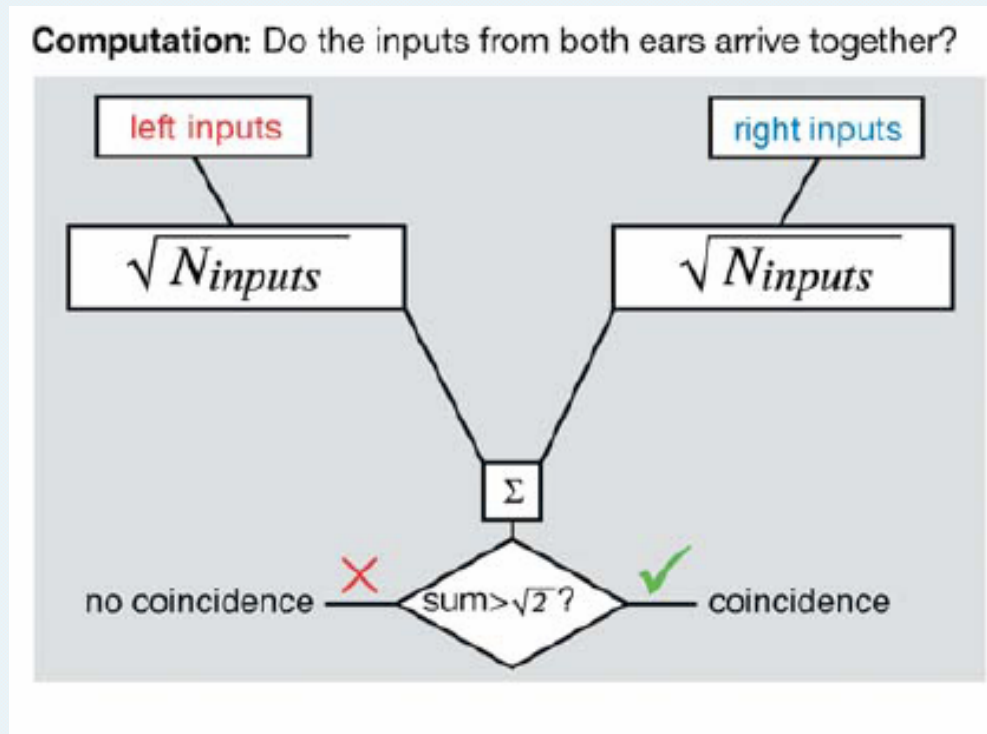 Computation: Do the inputs from both ears arrive together?
left inputs
right inputs
√Ninputs
√Ninputs
Σ
no coincidence
sum>√2 ?
coincidence